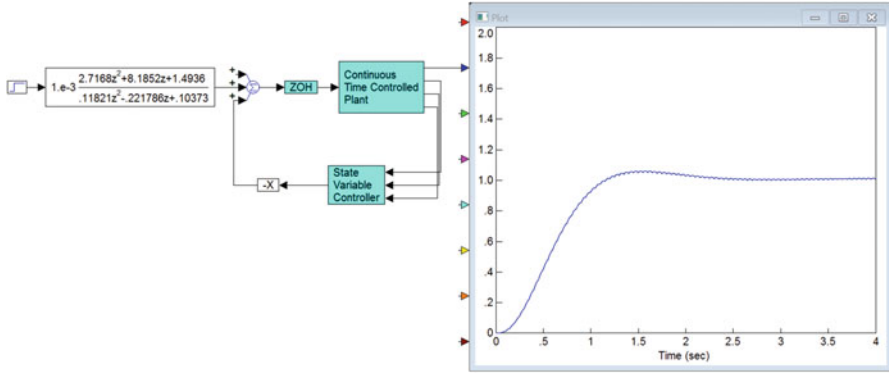 1.e-3
2.7168z²+8.1852z+1.4936
.11821z²-.221786z+.10373
+
+
+
Σ
ZOH
Continuous
Time Controlled
Plant
State
Variable
Controller
-X
Plot
2.0
1.8
1.6
1.4
1.2
1.0
.8
.6
.4
.2
0
0 .5 1 1.5 2 2.5 3 3.5 4
Time (sec)